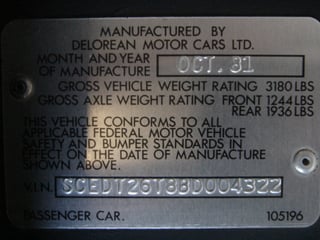 MANUFACTURED BY
DELOREAN MOTOR CARS LTD.
MONTH AND YEAR
OF MANUFACTURE OCT. 81
GROSS VEHICLE WEIGHT RATING 3180 LBS
GROSS AXLE WEIGHT RATING FRONT 1244 LBS
REAR 1936 LBS
THIS VEHICLE CONFORMS TO ALL
APPLICABLE FEDERAL MOTOR VEHICLE
SAFETY AND BUMPER STANDARDS IN
EFFECT ON THE DATE OF MANUFACTURE
SHOWN ABOVE.
V.I.N. SCEDT26T8BD004322
PASSENGER CAR. 105196